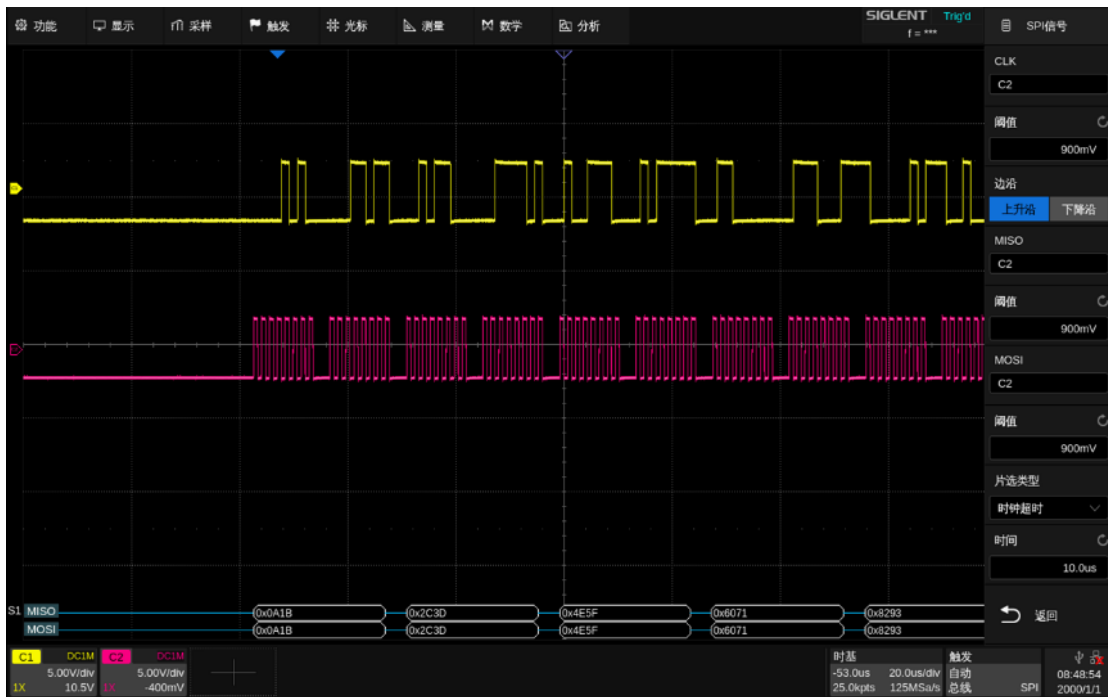 功能 显示 采样 触发 光标 测量 数学 分析 SIGLENT Trig'd
f = ***
SPI信号
CLK
C2
阈值
900mV
边沿
上升沿 下降沿
MISO
C2
阈值
900mV
MOSI
C2
阈值
900mV
片选类型
时钟超时
时间
10.0us
返回
S1 MISO 0x0A1B 0x2C3D 0x4E5F 0x6071 0x8293
MOSI 0x0A1B 0x2C3D 0x4E5F 0x6071 0x8293
C1 DC1M C2 DC1M 时基 触发
5.00V/div 5.00V/div -53.0us 20.0us/div 自动 08:48:54
1X 10.5V 1X -400mV 25.0kpts 125MSa/s 总线 SPI 2000/1/1